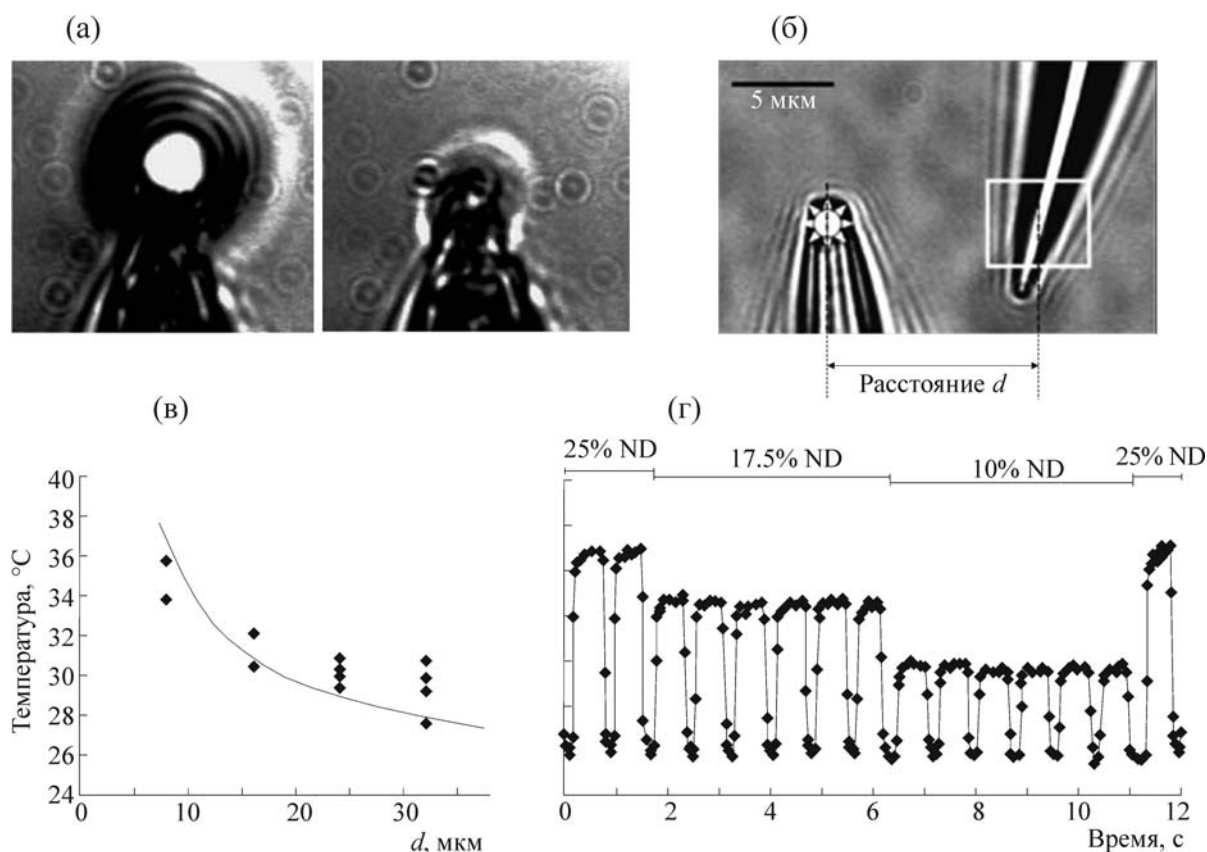 (а)
(б)
5 мкм
Расстояние d
(в)
(г)
Температура, °C
40
38
36
34
32
30
28
26
24
0
10
20
30
d, мкм
25% ND
17.5% ND
10% ND
25% ND
0
2
4
6
8
10
12
Время, с